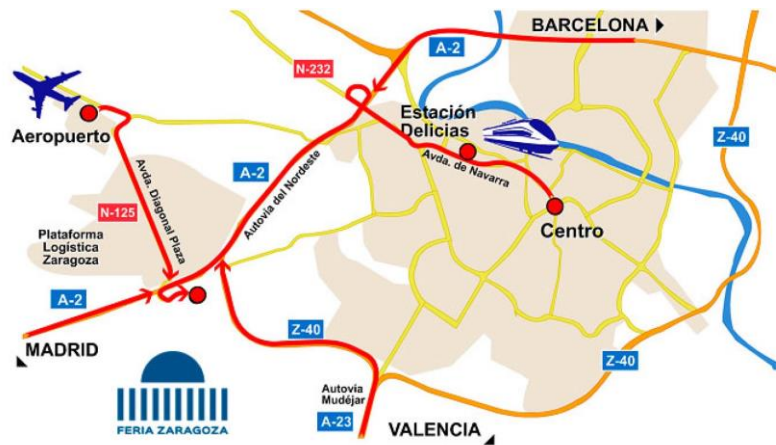 BARCELONA
A-2
N-232
Estación
Delicias
Aeropuerto
Z-40
A-2
Avda. de Navarra
Autovía del Nordeste
Avda. Diagonal Plaza
N-125
Centro
Plataforma
Logística
Zaragoza
A-2
MADRID
Z-40
Z-40
FERIA ZARAGOZA
Autovía
Mudéjar
A-23
VALENCIA